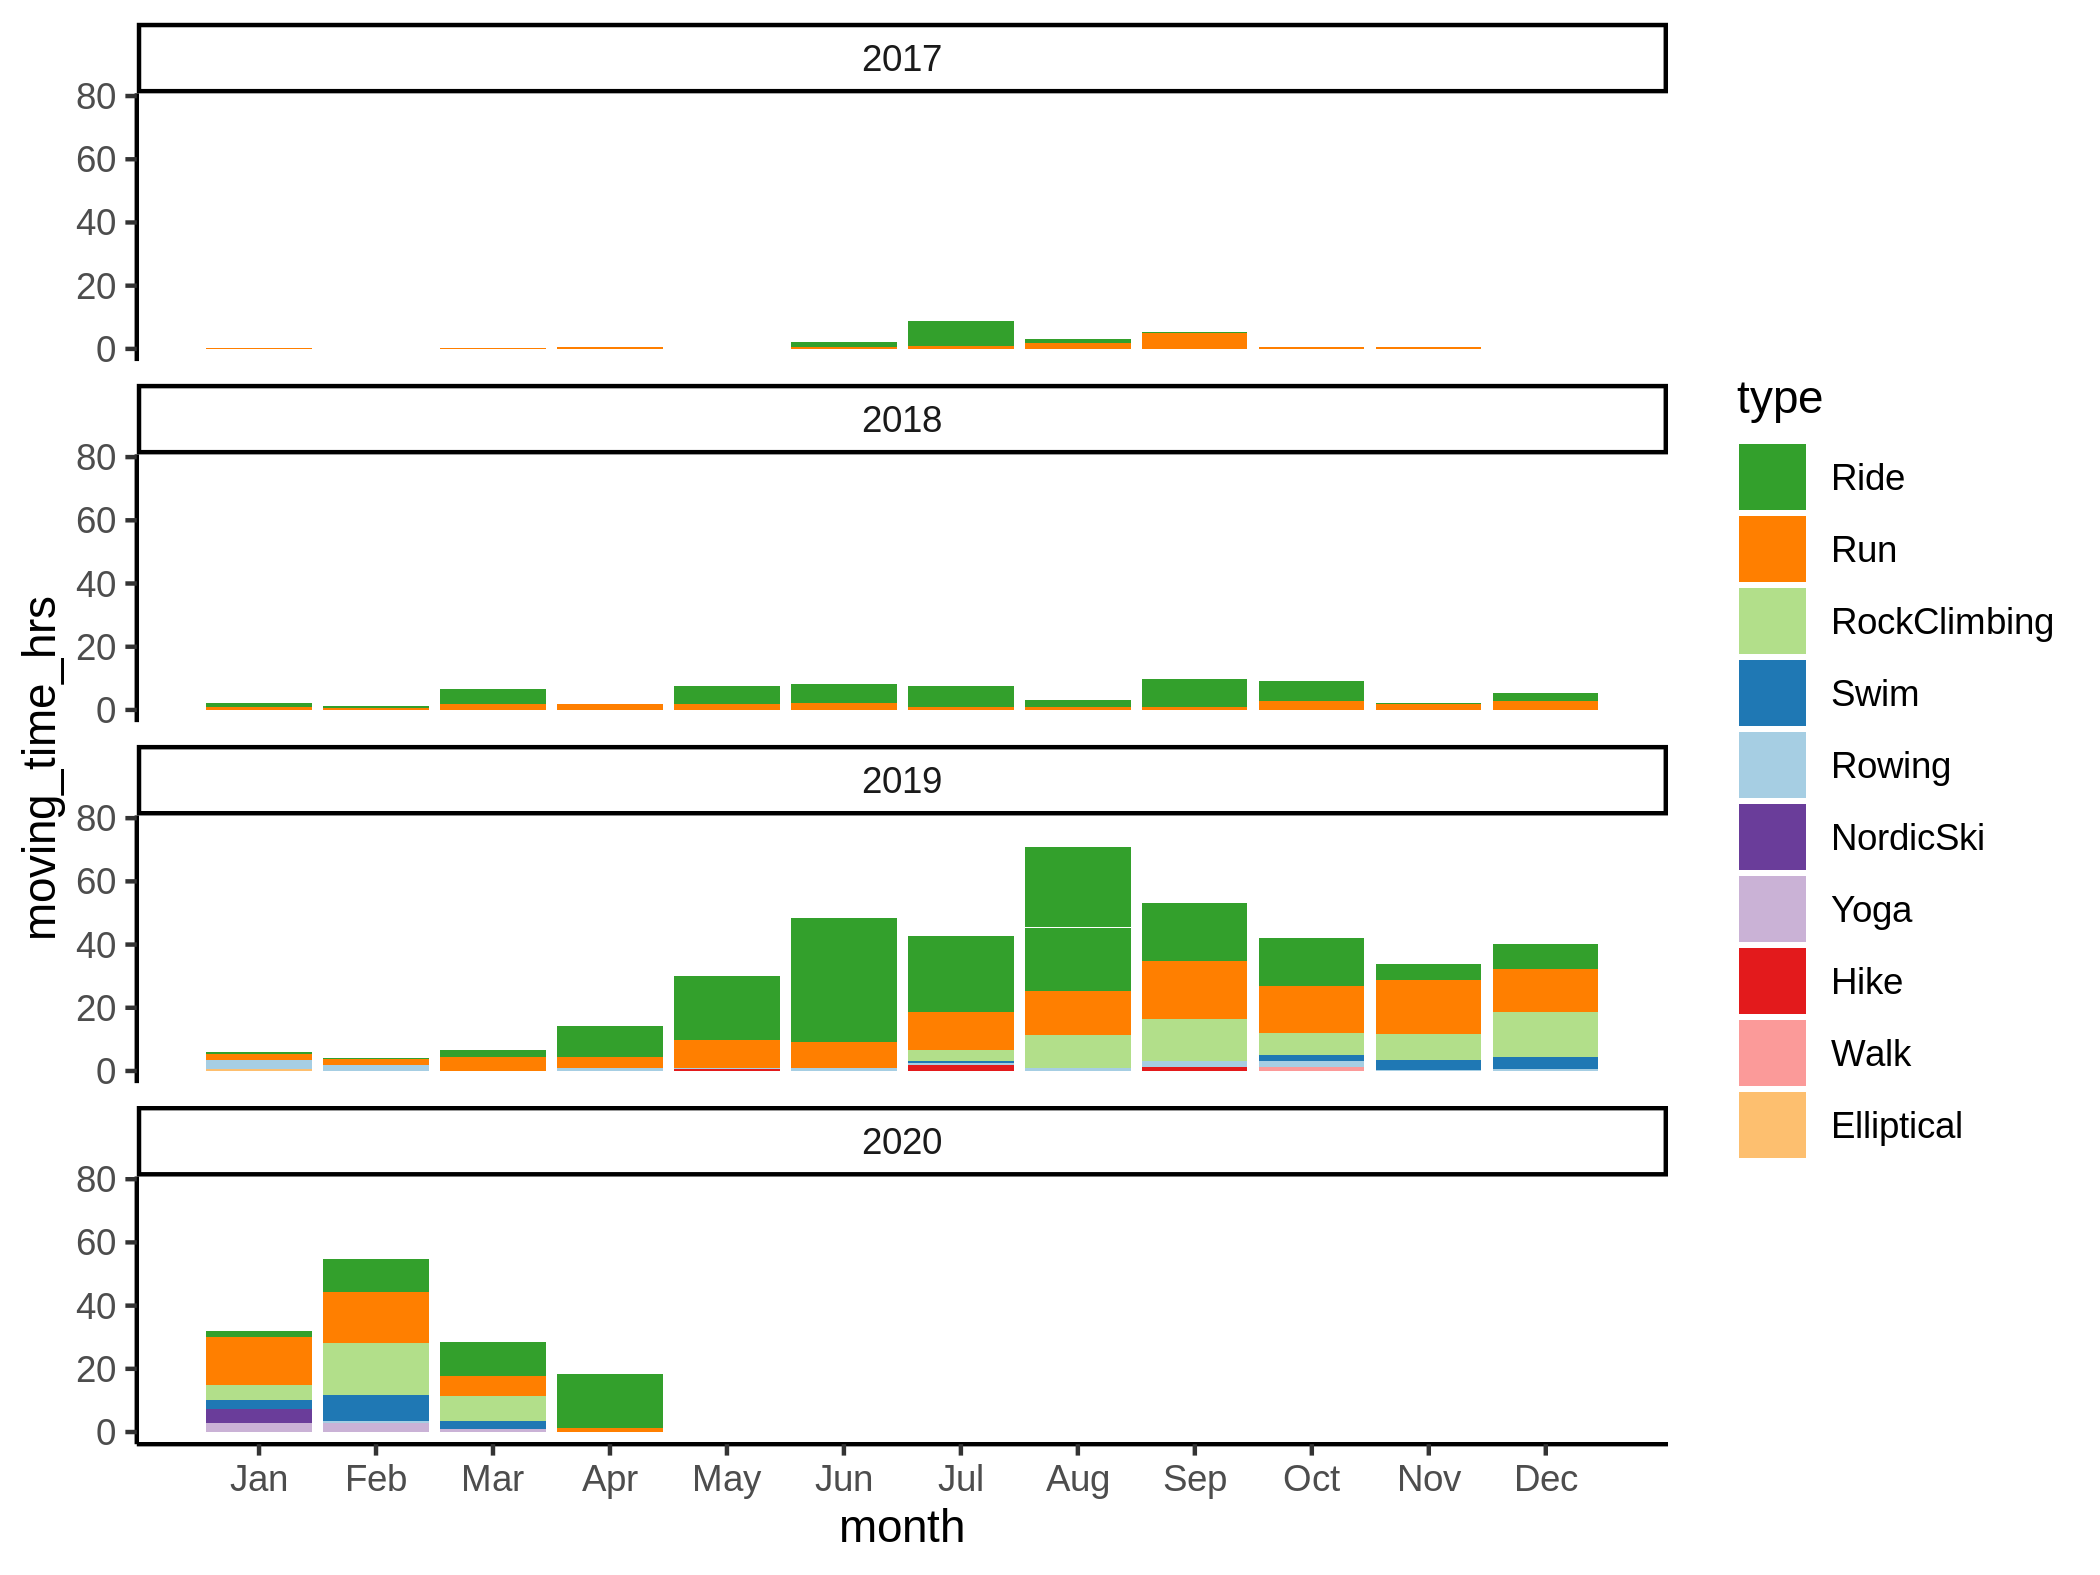 2017
80
60
40
20
0
2018
80
60
40
20
0
2019
80
60
40
20
0
2020
80
60
40
20
0
Jan Feb Mar Apr May Jun Jul Aug Sep Oct Nov Dec
month
moving_time_hrs
type
Ride
Run
RockClimbing
Swim
Rowing
NordicSki
Yoga
Hike
Walk
Elliptical